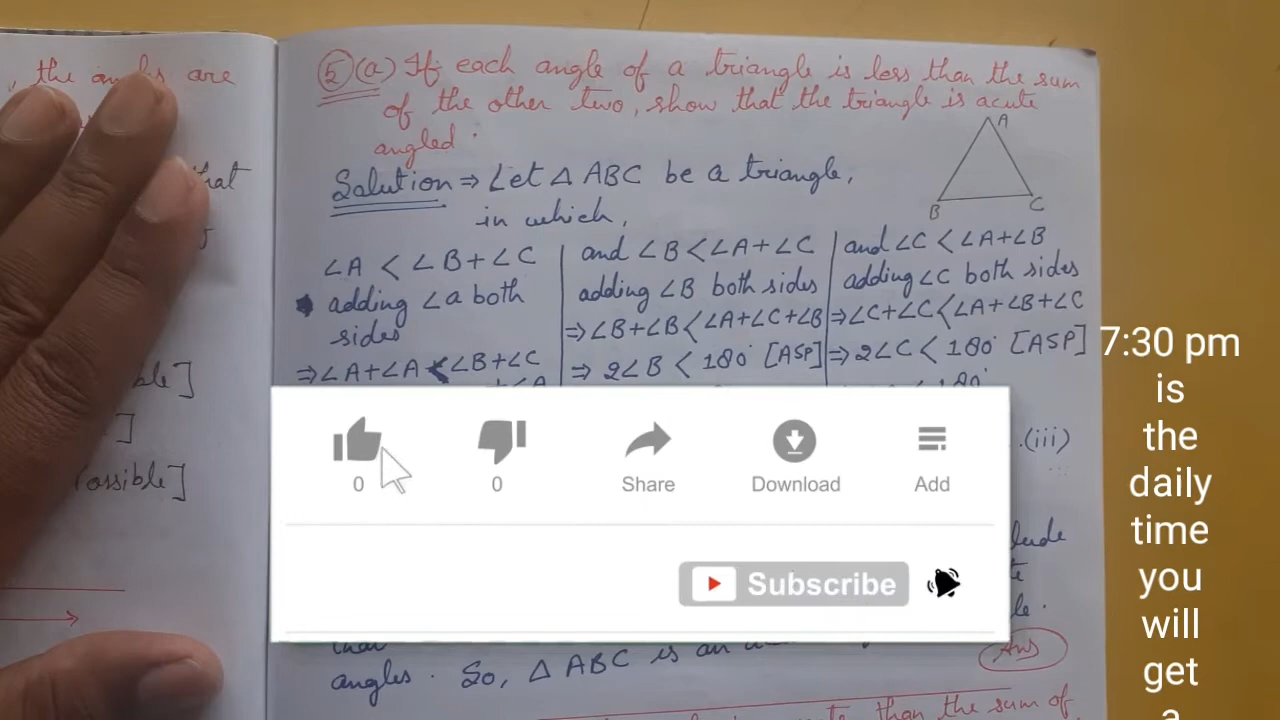 , the angles are
5 (a) If each angle of a triangle is less than the sum
of the other two, show that the triangle is acute
angled.
Solution ⇒ Let △ ABC be a triangle,
in which,
A
B
C
∠A < ∠B+∠C
adding ∠a both
sides
⇒∠A+∠A <∠B+∠C
+∠A
and ∠B<∠A+∠C
adding ∠B both sides
⇒∠B+∠B<∠A+∠C+∠B
⇒ 2∠B < 180° [ASP]
and ∠C <∠A+∠B
adding∠C both sides
⇒∠C+∠C<∠A+∠B+∠C
⇒2∠C < 180° [ASP]
(iii)
Ans
angles. So, △ ABC is an
than the sum of
0
0
Share
Download
Add
Subscribe
7:30 pm
is
the
daily
time
you
will
get
a